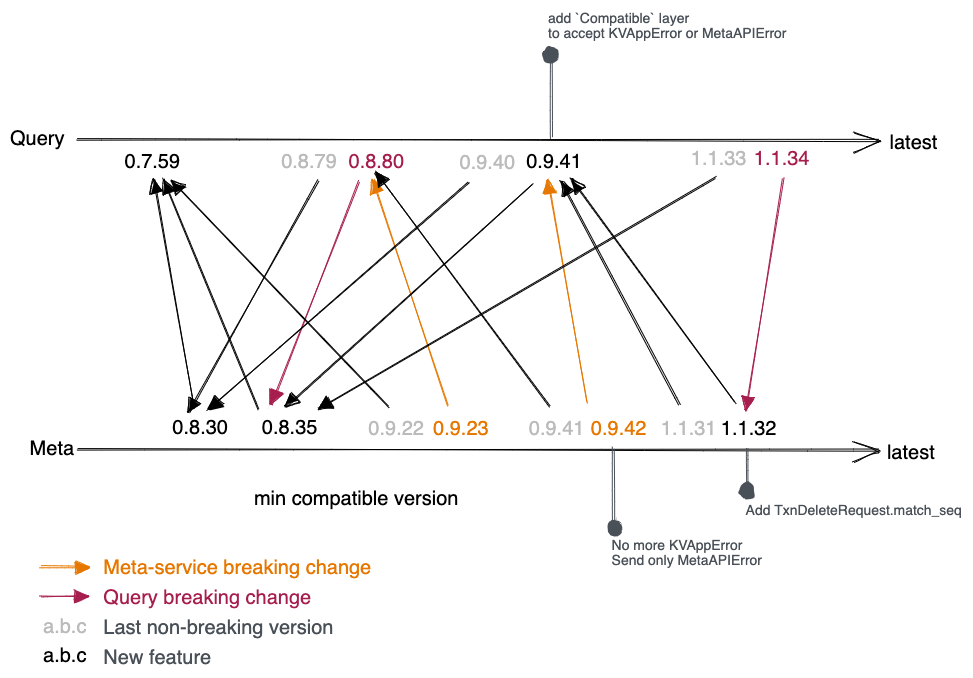 add `Compatible` layer
to accept KVAppError or MetaAPIError
Query
latest
0.7.59 0.8.79 0.8.80 0.9.40 0.9.41 1.1.33 1.1.34
0.8.30 0.8.35 0.9.22 0.9.23 0.9.41 0.9.42 1.1.31 1.1.32
Meta
latest
min compatible version
Add TxnDeleteRequest.match_seq
No more KVAppError
Send only MetaAPIError
Meta-service breaking change
Query breaking change
a.b.c Last non-breaking version
a.b.c New feature